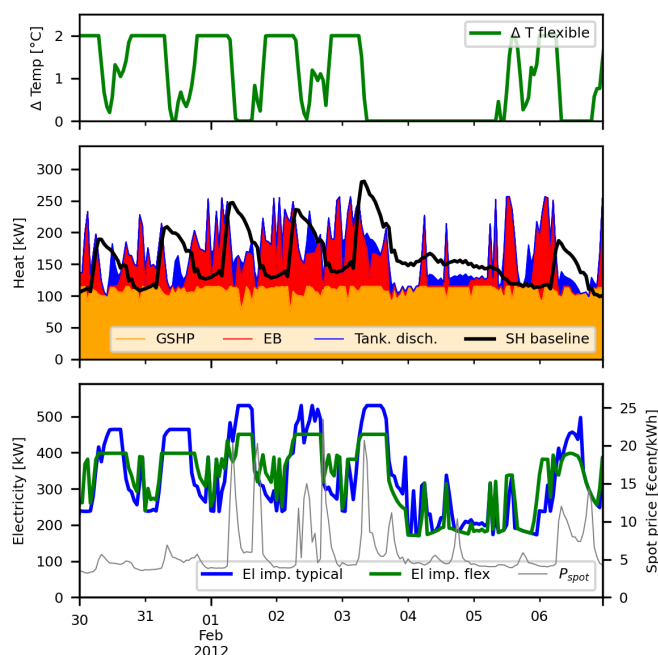 2
1
0
Δ Temp [°C]
Δ T flexible
300
250
200
150
100
50
0
Heat [kW]
GSHP
EB
Tank. disch.
SH baseline
500
400
300
200
100
0
Electricity [kW]
25
20
15
10
5
0
Spot price [€cent/kWh]
El imp. typical
El imp. flex
P_spot
30
31
01
02
03
04
05
06
Feb
2012